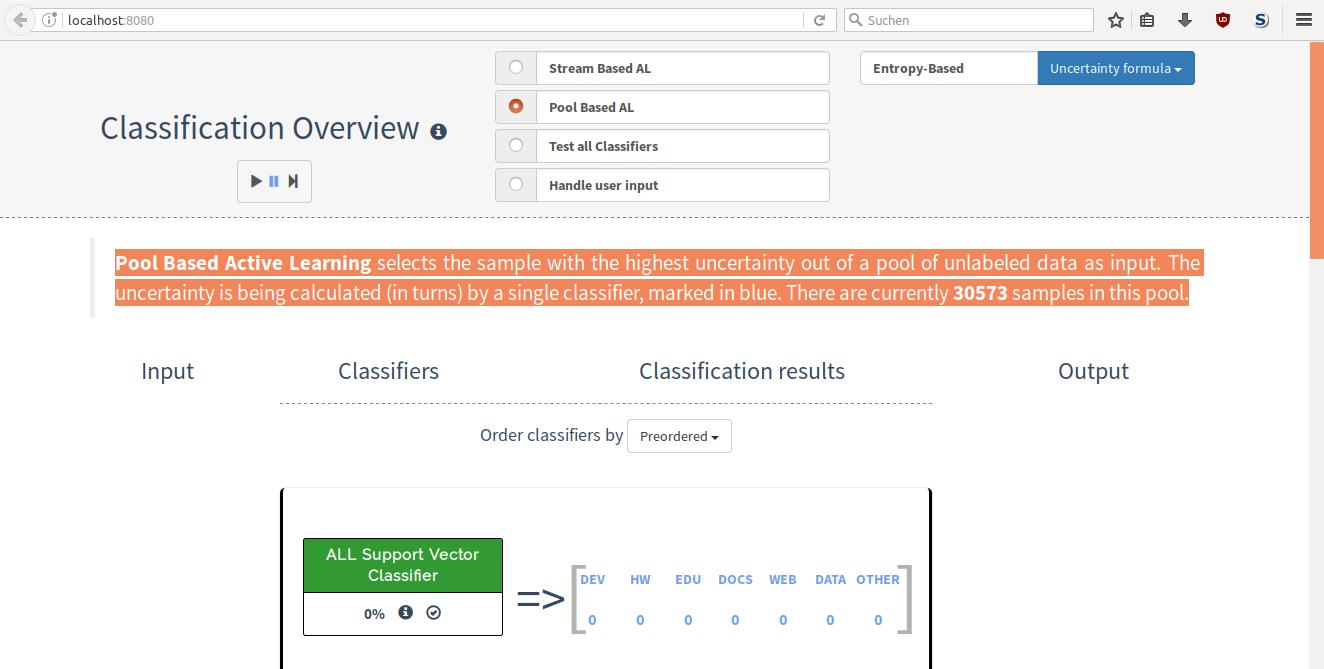 localhost:8080
Suchen
Stream Based AL
Entropy-Based
Uncertainty formula
Pool Based AL
Classification Overview
Test all Classifiers
Handle user input
Pool Based Active Learning selects the sample with the highest uncertainty out of a pool of unlabeled data as input. The
uncertainty is being calculated (in turns) by a single classifier, marked in blue. There are currently 30573 samples in this pool.
Input
Classifiers
Classification results
Output
Order classifiers by
Preordered
ALL Support Vector
Classifier
0%
=>
DEV HW EDU DOCS WEB DATA OTHER
0 0 0 0 0 0 0